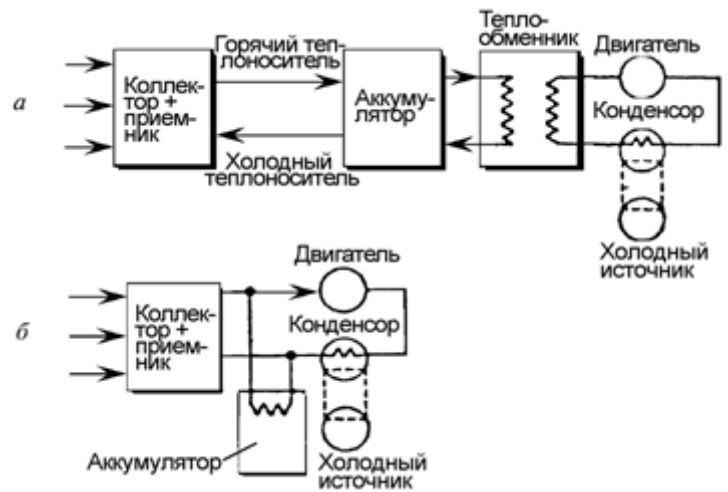 а
Коллек-
тор +
прием-
ник
Горячий теп-
лоноситель
Холодный
теплоноситель
Аккуму-
лятор
Тепло-
обменник
Двигатель
Конденсор
Холодный
источник
б
Коллек-
тор +
прием-
ник
Двигатель
Конденсор
Аккумулятор
Холодный
источник